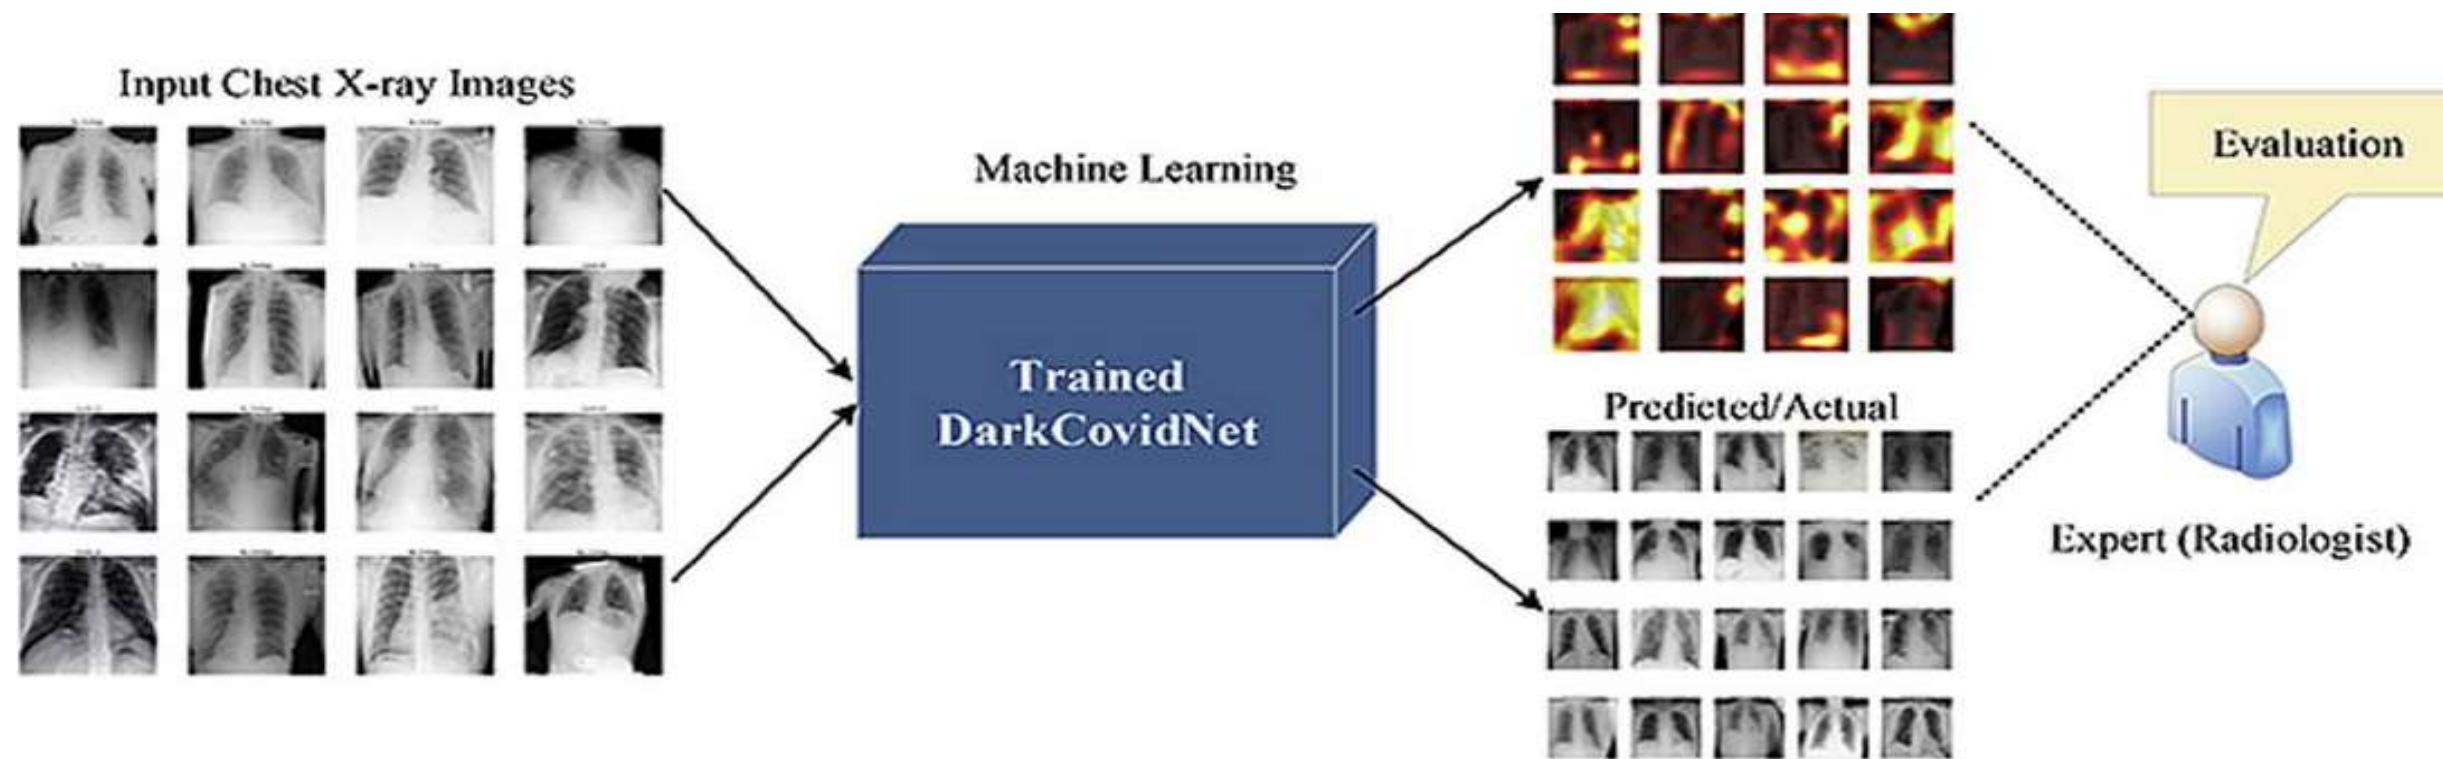 Input Chest X-ray Images
Machine Learning
Trained
DarkCovidNet
Predicted/Actual
Evaluation
Expert (Radiologist)